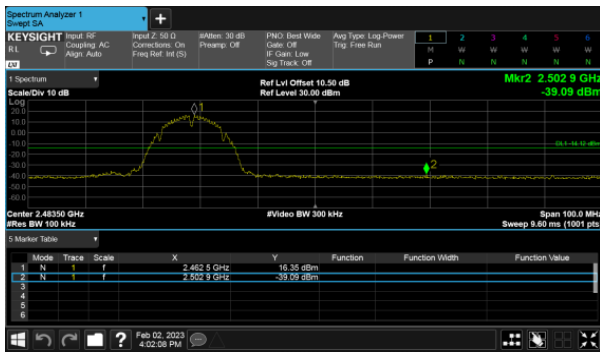 Spectrum Analyzer 1
Swept SA
+
KEYSIGHT Input: RF Input Z: 50 Ω #Atten: 30 dB PNO: Best Wide Avg Type: Log-Power 1 2 3 4 5 6
RL Coupling: AC Corrections: On Preamp: Off Gate: Off Trig: Free Run M W W W W W
Align: Auto Freq Ref: Int (S) IF Gain: Low P N N N N N
LXI Sig Track: Off
1 Spectrum Ref Lvl Offset 10.50 dB Mkr2 2.502 9 GHz
Scale/Div 10 dB Ref Level 30.00 dBm -39.09 dBm
Log
20.0
10.0
0.00
-10.0
-20.0
-30.0
-40.0
-50.0
-60.0
1
DL1 -14.12 dBm
2
Center 2.48350 GHz #Video BW 300 kHz Span 100.0 MHz
#Res BW 100 kHz Sweep 9.60 ms (1001 pts)
5 Marker Table
Mode Trace Scale X Y Function Function Width Function Value
1 N 1 f 2.462 5 GHz 16.35 dBm
2 N 1 f 2.502 9 GHz -39.09 dBm
3
4
5
6
? Feb 02, 2023
4:02:08 PM